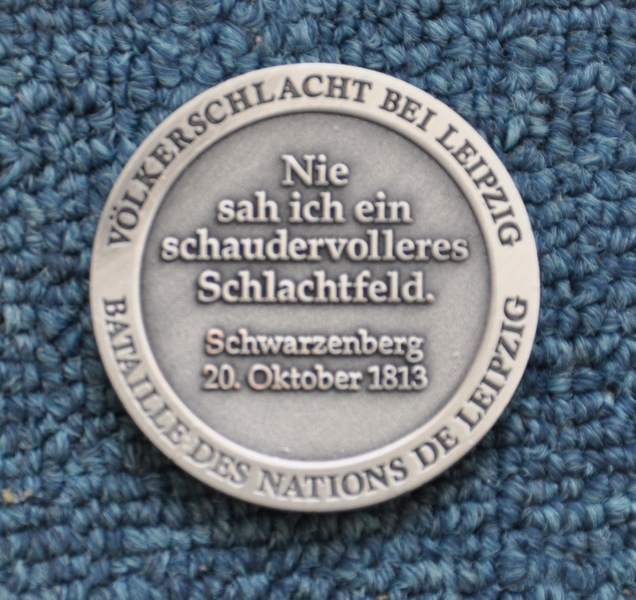 VÖLKERSCHLACHT BEI LEIPZIG
Nie
sah ich ein
schaudervolleres
Schlachtfeld.
Schwarzenberg
20. Oktober 1813
BATAILLE DES NATIONS DE LEIPZIG